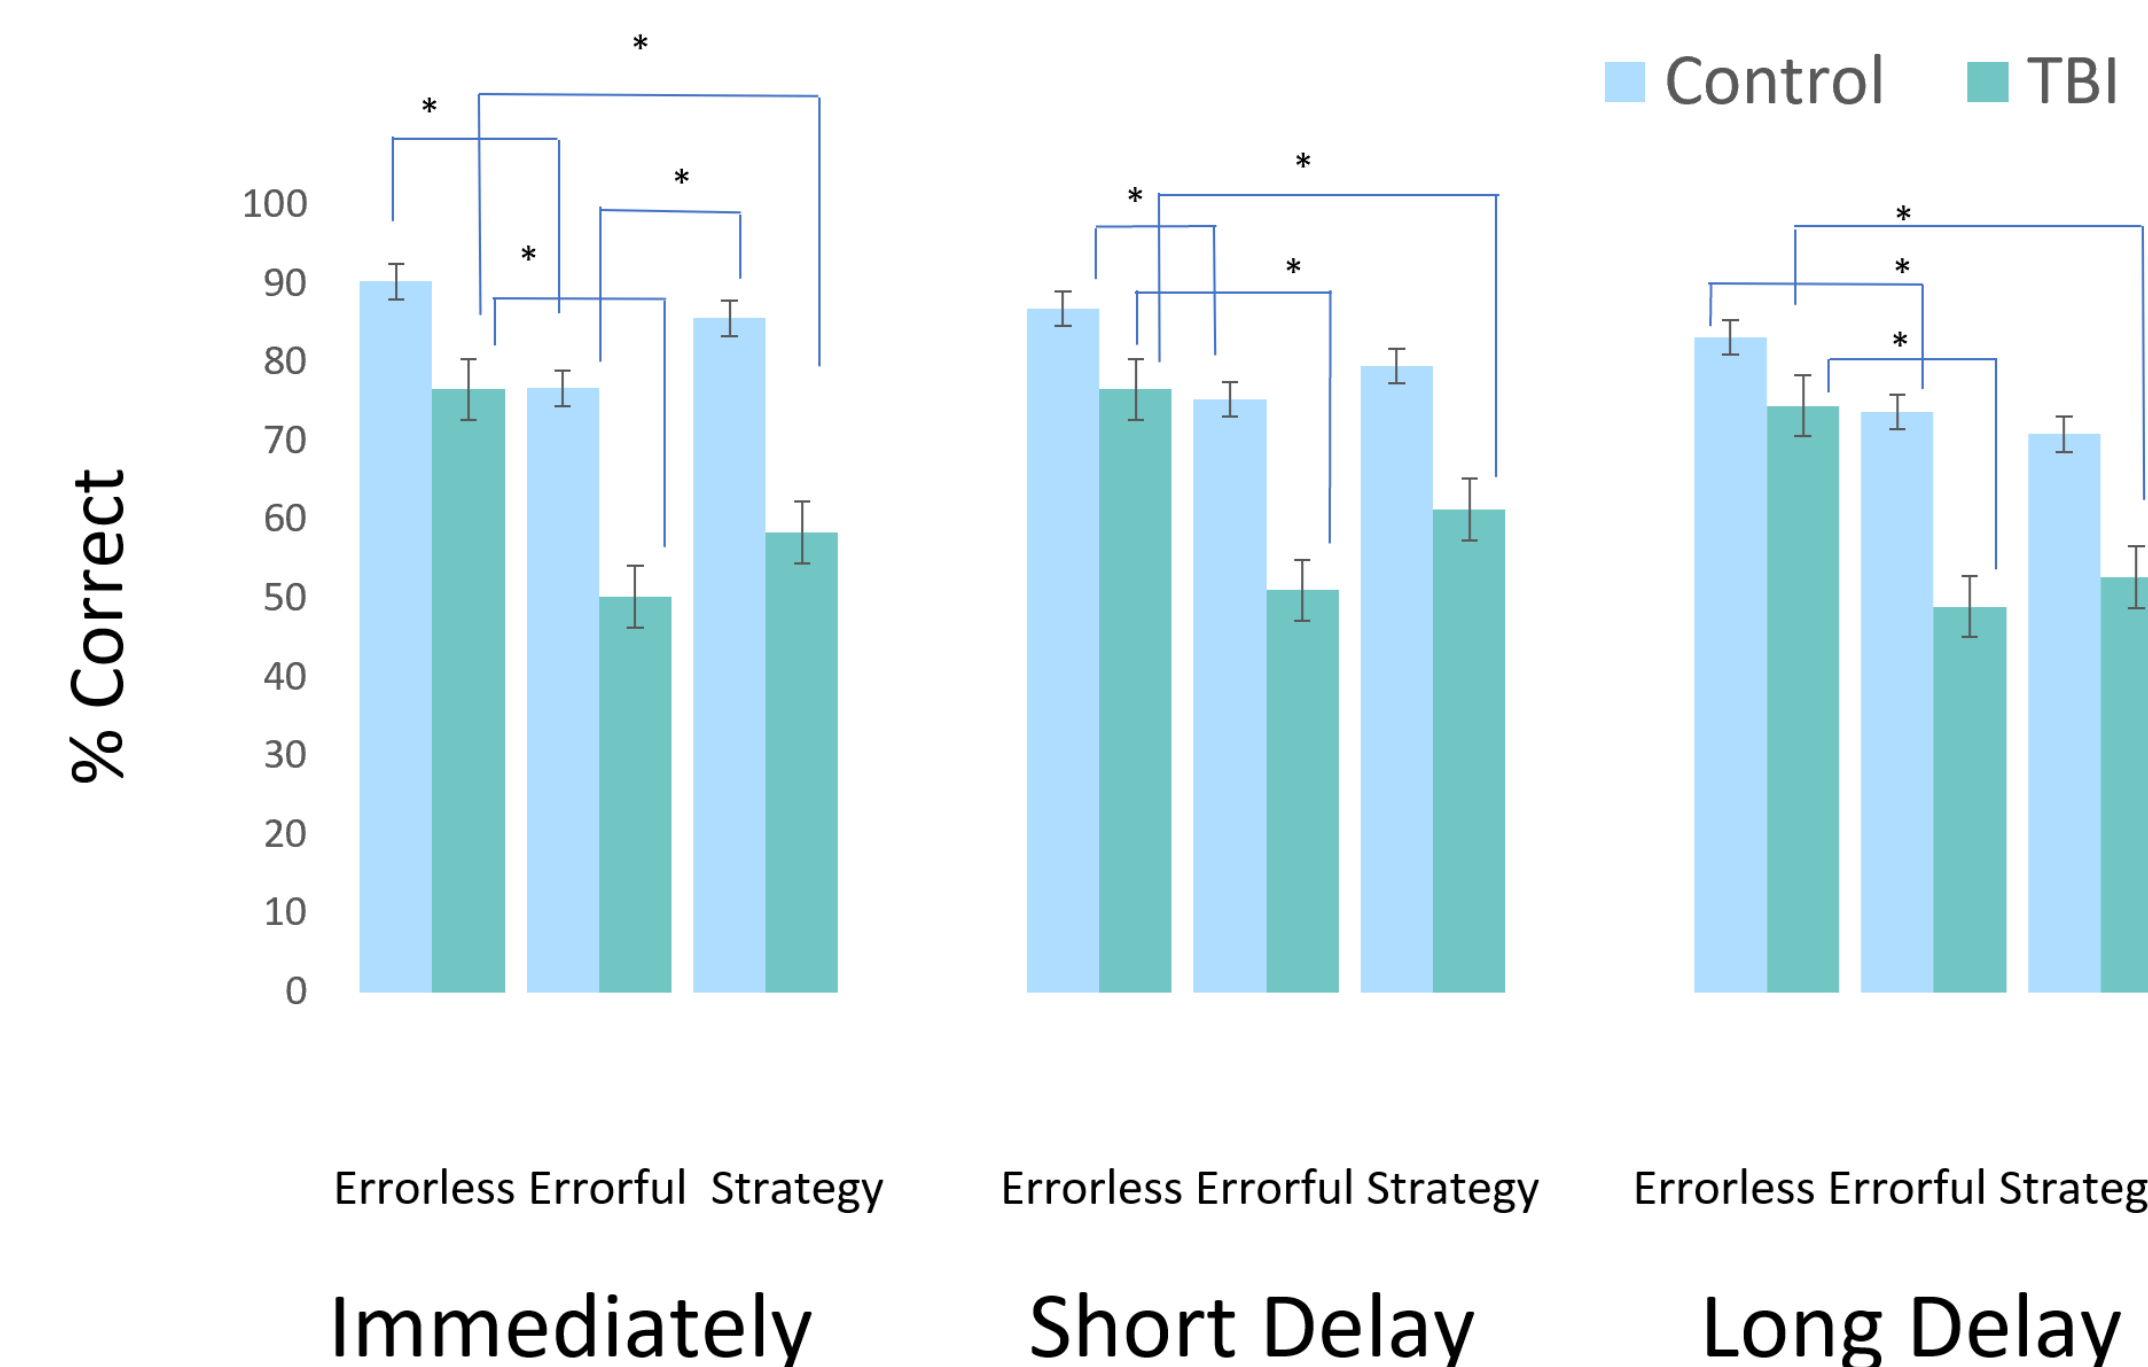 *
Control TBI
*
*
*
*
*
*
*
*
*
100
90
80
70
60
50
40
30
20
10
0
% Correct
Errorless Errorful Strategy
Errorless Errorful Strategy
Errorless Errorful Strateg
Immediately
Short Delay
Long Delay